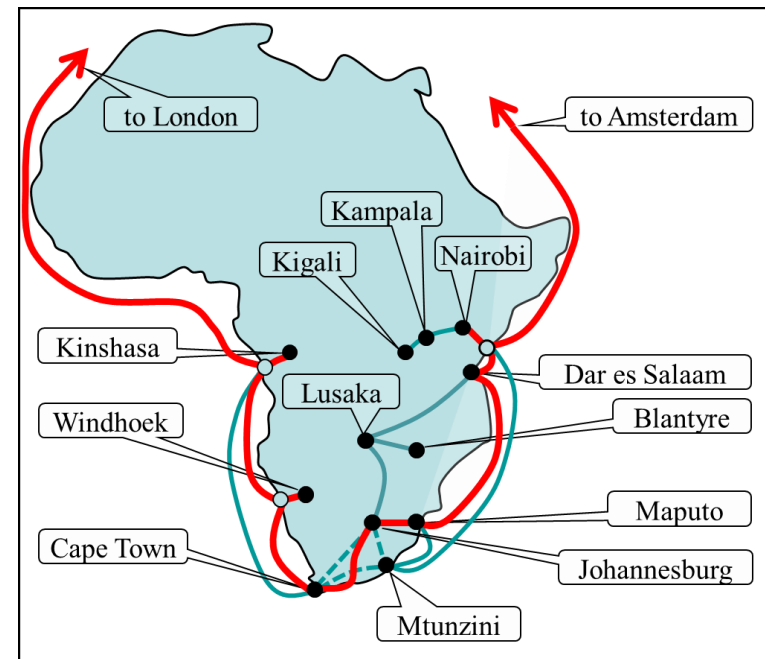 to London
to Amsterdam
Kampala
Nairobi
Kigali
Kinshasa
Dar es Salaam
Lusaka
Blantyre
Windhoek
Maputo
Cape Town
Johannesburg
Mtunzini